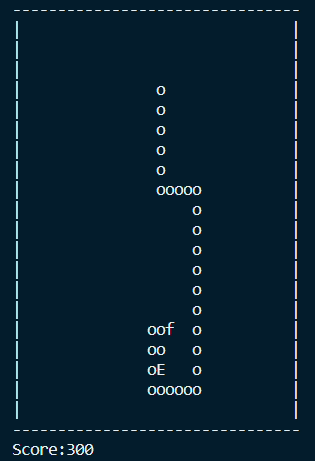 --------------------------------
|                              |
|                              |
|                              |
|               o              |
|               o              |
|               o              |
|               o              |
|               o              |
|               ooooo          |
|                   o          |
|                   o          |
|                   o          |
|                   o          |
|                   o          |
|                   o          |
|              oof  o          |
|              oo   o          |
|              oE   o          |
|              oooooo          |
|                              |
--------------------------------
Score:300